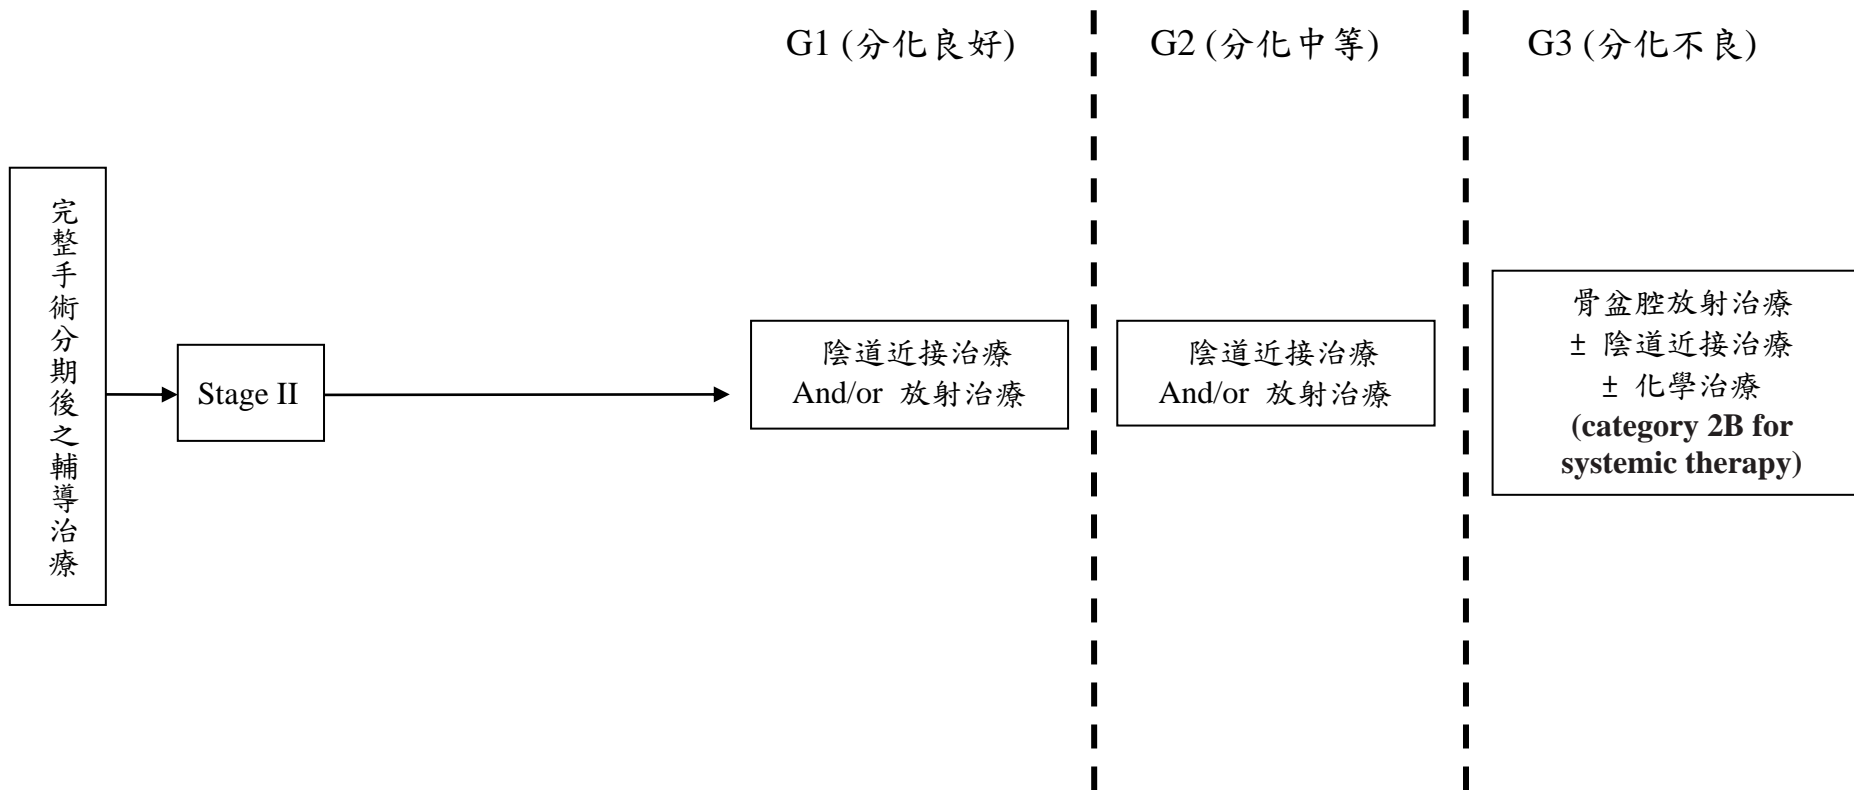 G1 (分化良好)
G2 (分化中等)
G3 (分化不良)
完整手術分期後之輔導治療
Stage II
陰道近接治療
And/or 放射治療
陰道近接治療
And/or 放射治療
骨盆腔放射治療
± 陰道近接治療
± 化學治療
(category 2B for
systemic therapy)